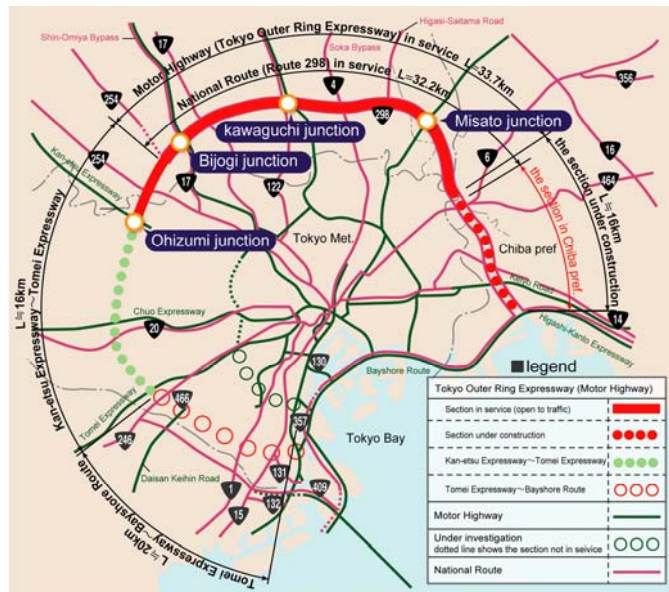 Shin-Omiya Bypass
17
Motor Highway (Tokyo Outer Ring Expressway) in service L=33.7km
National Route (Route 298) in service L=32.2km
Soka Bypass
Higasi-Saitama Road
4
356
254
298
kawaguchi junction
Misato junction
Bijogi junction
16
6
464
254
Kan-etsu Expressway
17
122
the section in Chiba pref.
the section under construction
L≒16km
Ohizumi junction
Tokyo Met.
Chiba pref
Kan-etsu Expressway~Tomei Expressway
L≒16km
Chuo Expressway
20
Keiyo Road
14
Higashi-Kanto Expressway
130
Bayshore Route
Tomei Expressway
466
246
357
Tokyo Bay
Daisan Keihin Road
131
1
132
409
15
Tomei Expressway~Bayshore Route
L≒20km
legend
Tokyo Outer Ring Expressway (Motor Highway)
Section in service (open to traffic)
Section under construction
Kan-etsu Expressway~Tomei Expressway
Tomei Expressway~Bayshore Route
Motor Highway
Under investigation
dotted line shows the section not in seivice
National Route